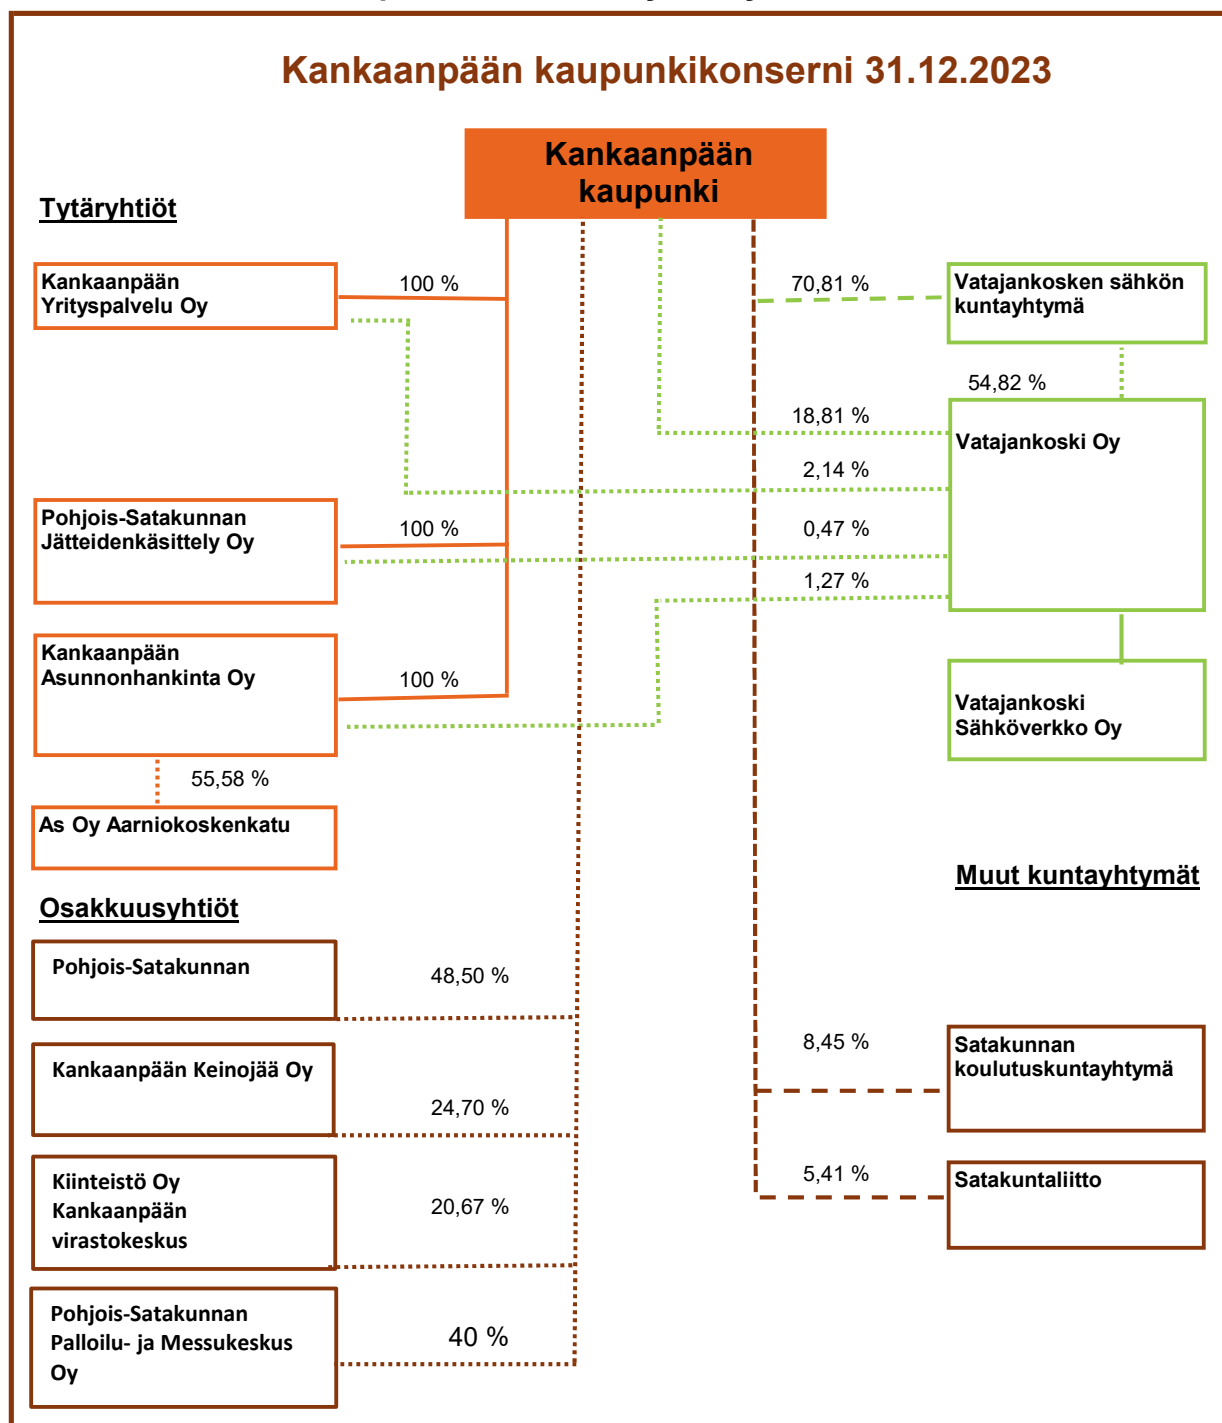 Kankaanpään kaupunkikonserni 31.12.2023
Kankaanpään
kaupunki
Tytäryhtiöt
Kankaanpään
Yrityspalvelu Oy
100 %
70,81 %
Vatajankosken sähkön
kuntayhtymä
54,82 %
18,81 %
Vatajankoski Oy
2,14 %
Pohjois-Satakunnan
Jätteidenkäsittely Oy
100 %
0,47 %
1,27 %
Kankaanpään
Asunnonhankinta Oy
100 %
Vatajankoski
Sähköverkko Oy
55,58 %
As Oy Aarniokoskenkatu
Muut kuntayhtymät
Osakkuusyhtiöt
Pohjois-Satakunnan
48,50 %
Kankaanpään Keinojää Oy
24,70 %
8,45 %
Satakunnan
koulutuskuntayhtymä
Kiinteistö Oy
Kankaanpään
virastokeskus
20,67 %
5,41 %
Satakuntaliitto
Pohjois-Satakunnan
Palloilu- ja Messukeskus
Oy
40 %